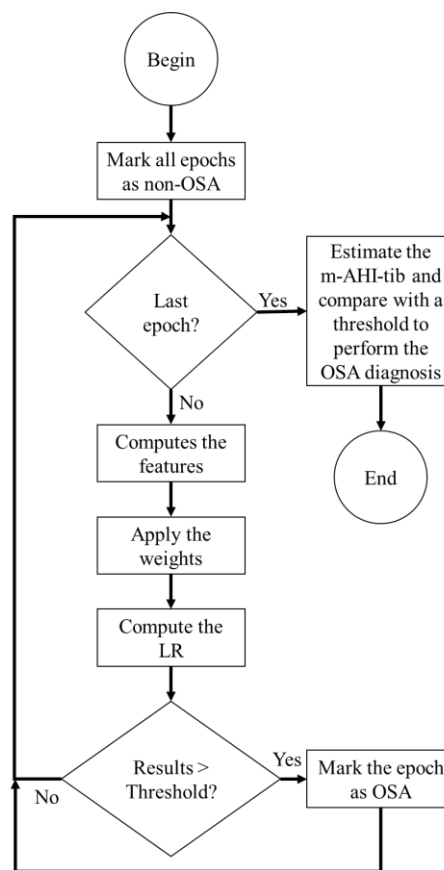 Begin
Mark all epochs
as non-OSA
Last
epoch?
Yes
Estimate the
m-AHI-tib and
compare with a
threshold to
perform the
OSA diagnosis
End
No
Computes the
features
Apply the
weights
Compute the
LR
Results >
Threshold?
Yes
Mark the epoch
as OSA
No